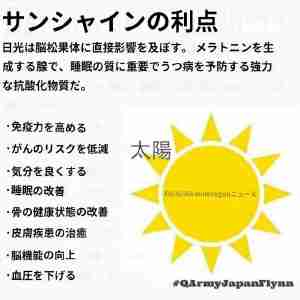 サンシャインの利点
日光は脳松果体に直接影響を及ぼす。 メラトニンを生
成する腺で、睡眠の質に重要でうつ病を予防する強力
な抗酸化物質だ。
・免疫力を高める
・がんのリスクを低減
・気分を良くする
・睡眠の改善
・骨の健康状態の改善
・皮膚疾患の治癒
・脳機能の向上
・血圧を下げる
太陽
#QArmyJapanFlynn